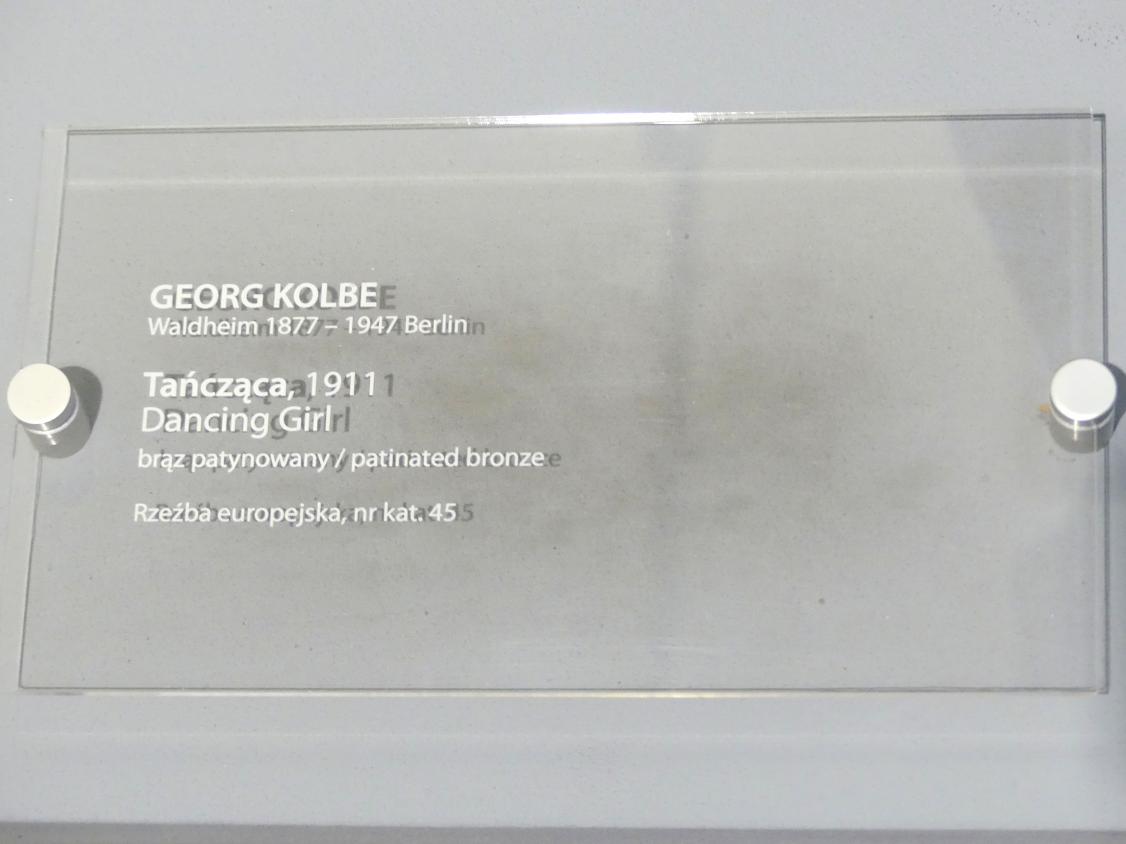 GEORG KOLBE
Waldheim 1877 – 1947 Berlin
Tańcząca, 1911
Dancing Girl
brąz patynowany / patinated bronze
Rzeźba europejska, nr kat. 45